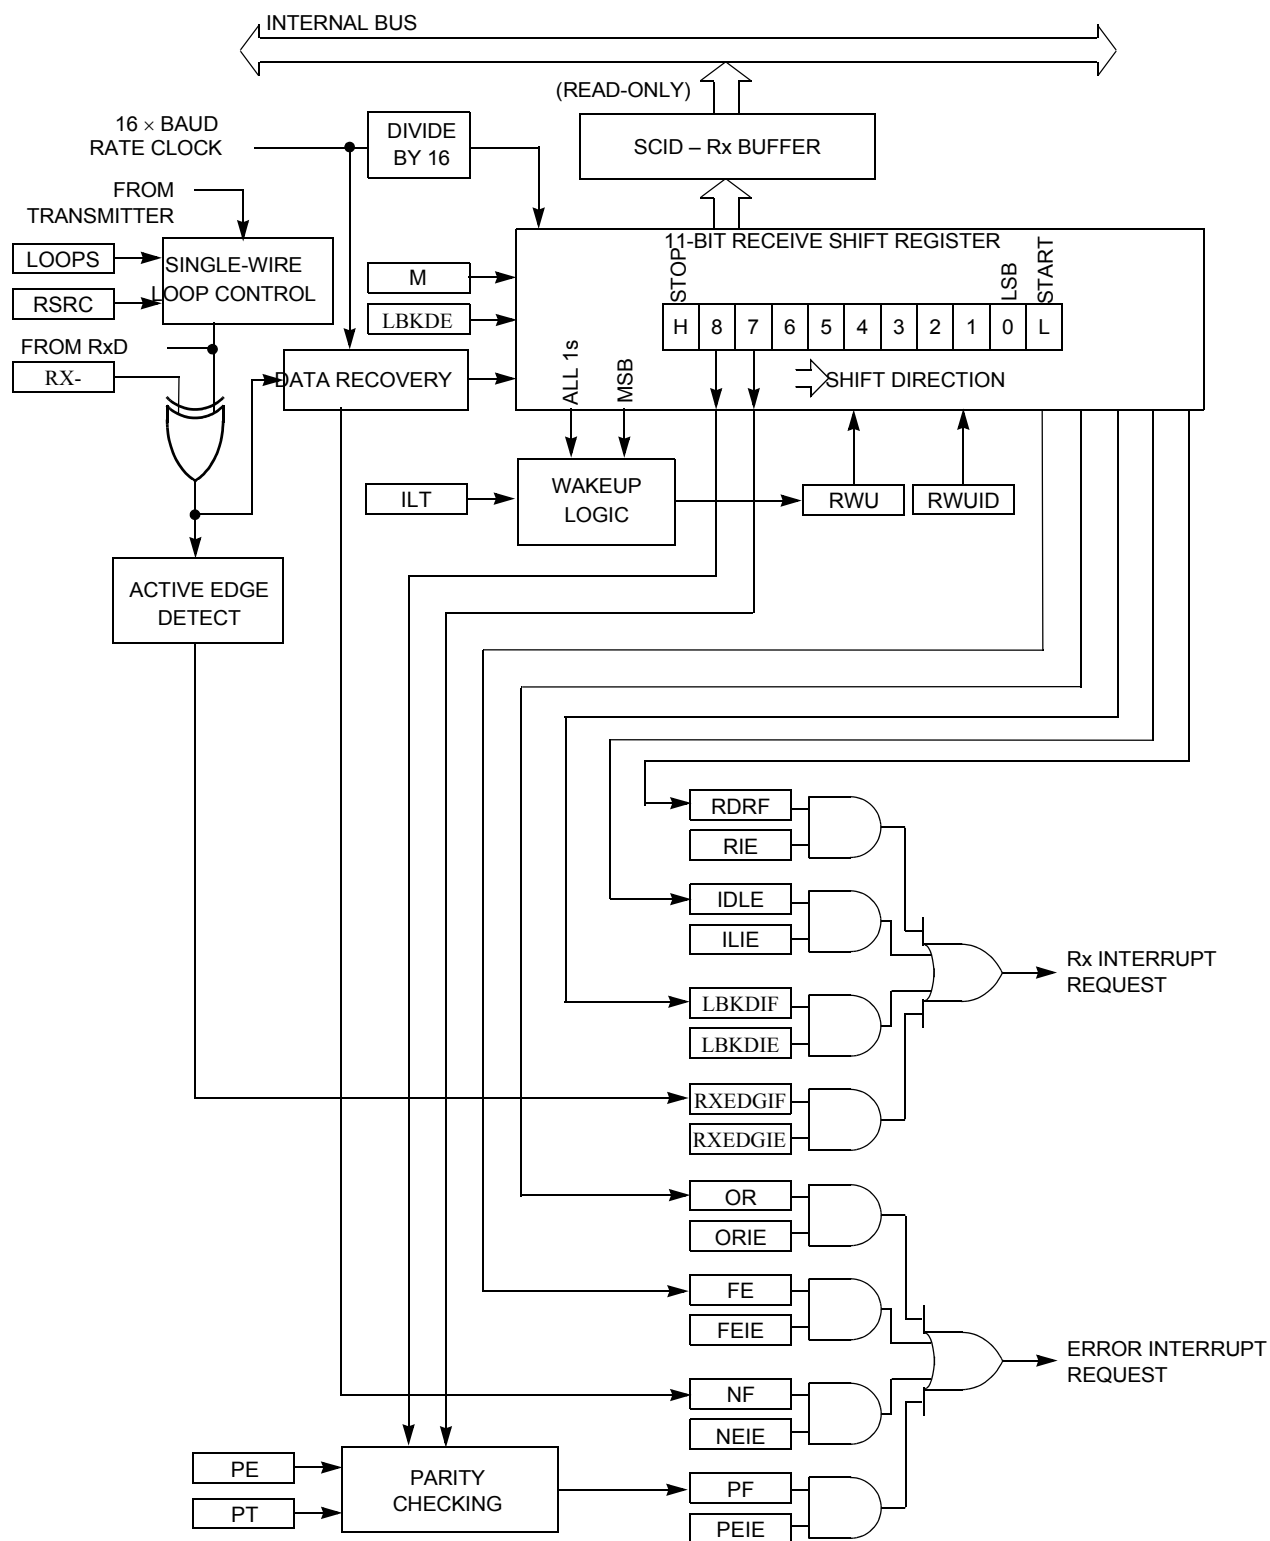 INTERNAL BUS
(READ-ONLY)
16 × BAUD
RATE CLOCK
DIVIDE
BY 16
SCID – Rx BUFFER
FROM
TRANSMITTER
11-BIT RECEIVE SHIFT REGISTER
LOOPS
SINGLE-WIRE
LOOP CONTROL
RSRC
M
LBKDE
STOP
LSB
START
H 8 7 6 5 4 3 2 1 0 L
FROM RxD
RX-
DATA RECOVERY
ALL 1s
MSB
SHIFT DIRECTION
ILT
WAKEUP
LOGIC
RWU
RWUID
ACTIVE EDGE
DETECT
RDRF
RIE
IDLE
ILIE
Rx INTERRUPT
REQUEST
LBKDIF
LBKDIE
RXEDGIF
RXEDGIE
OR
ORIE
FE
FEIE
ERROR INTERRUPT
REQUEST
NF
NEIE
PE
PT
PARITY
CHECKING
PF
PEIE